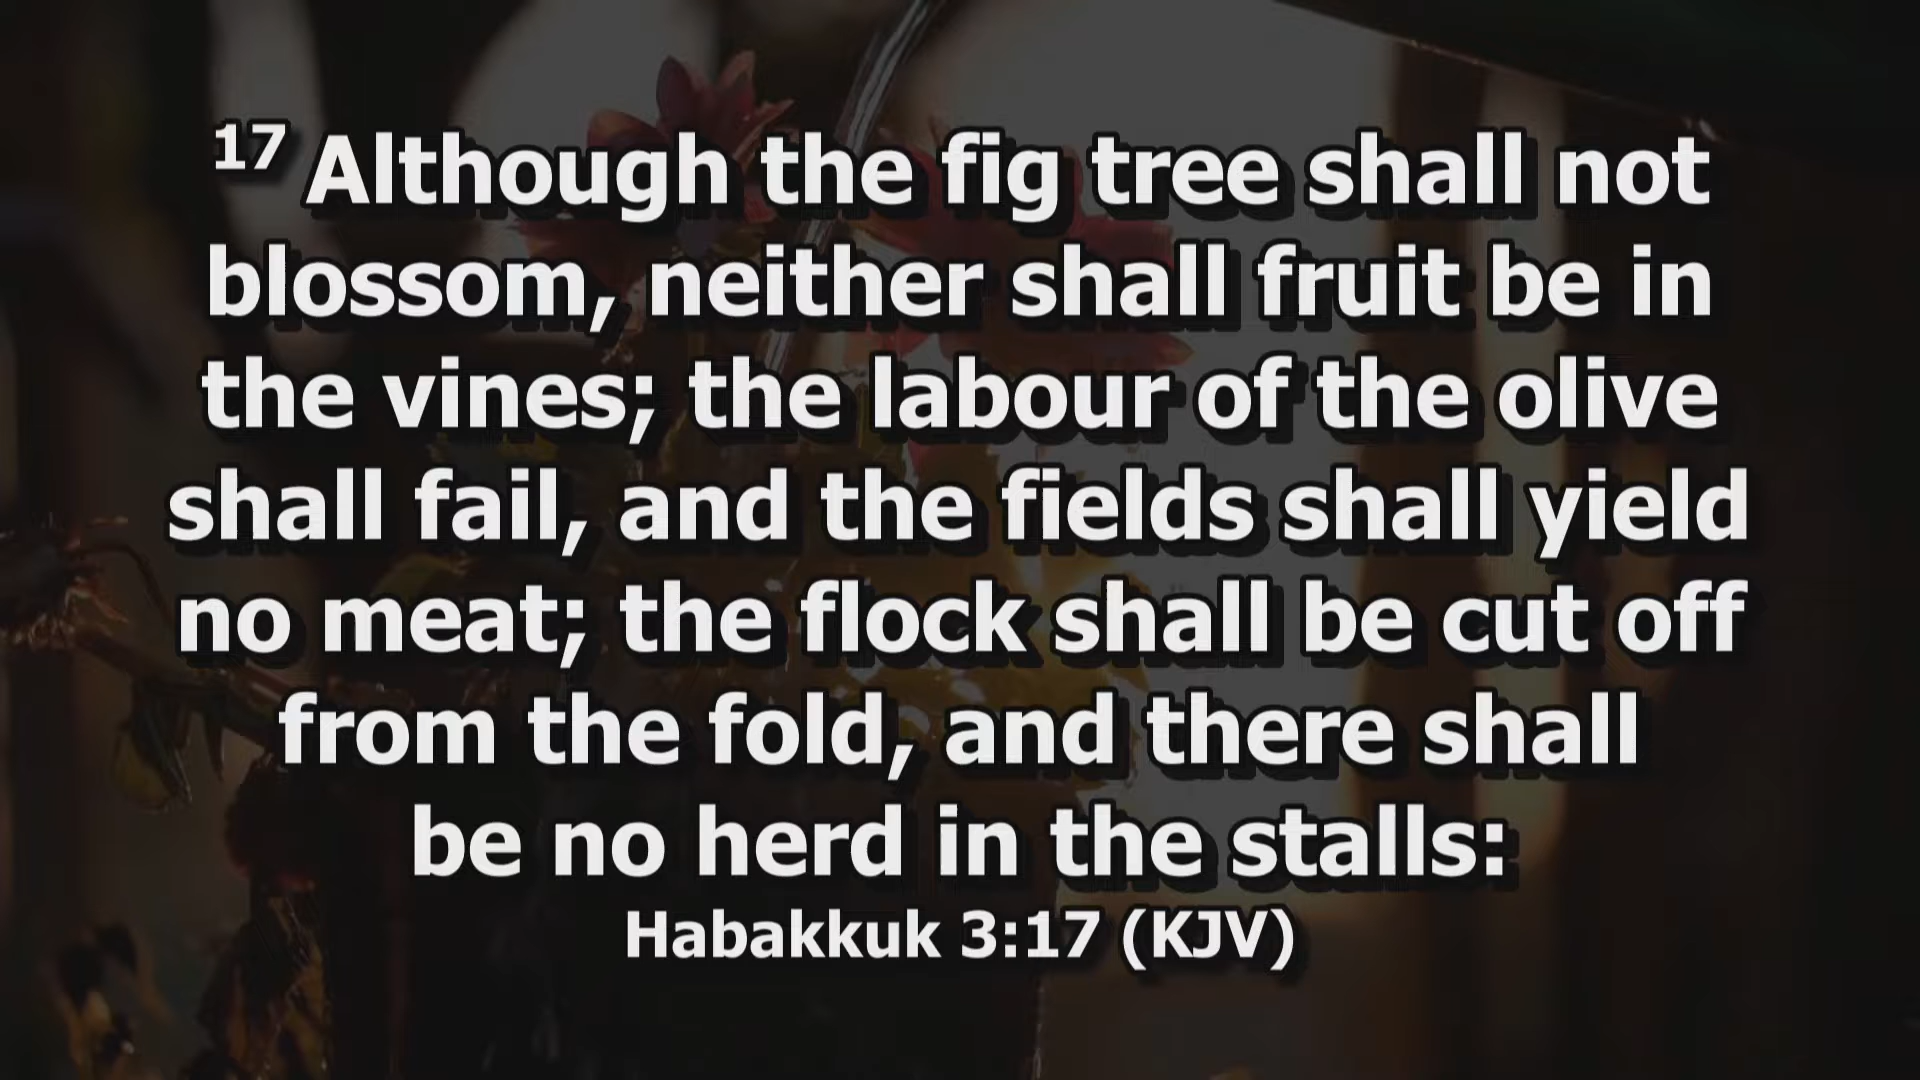 17 Although the fig tree shall not
blossom, neither shall fruit be in
the vines; the labour of the olive
shall fail, and the fields shall yield
no meat; the flock shall be cut off
from the fold, and there shall
be no herd in the stalls:
Habakkuk 3:17 (KJV)